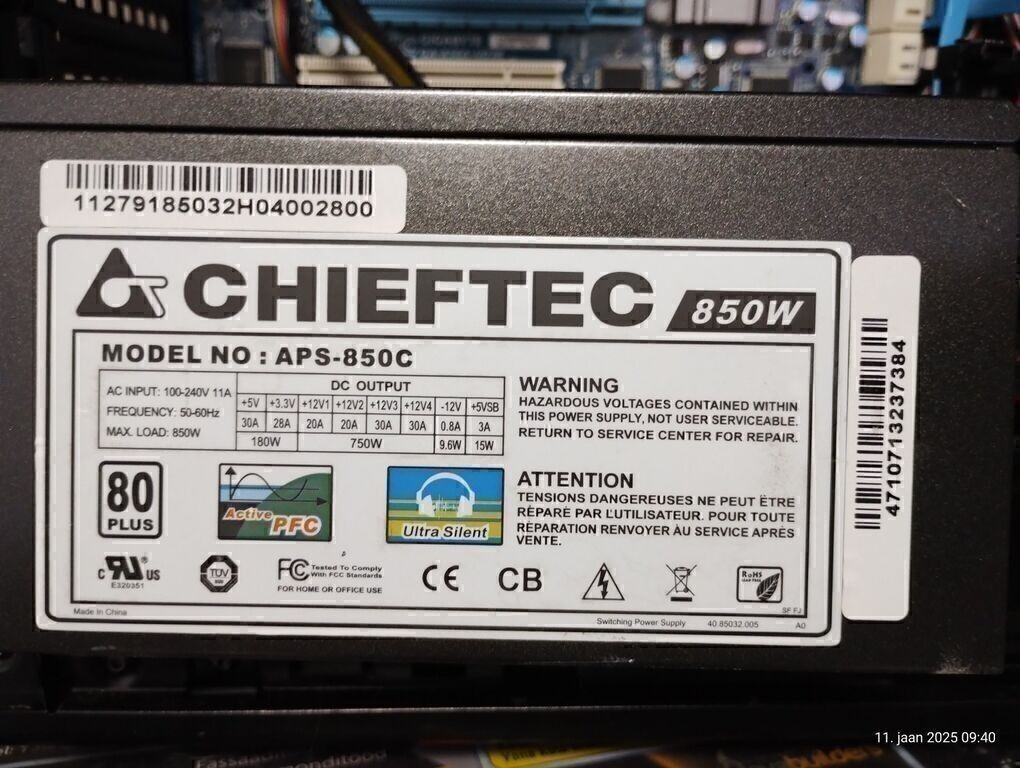 11279185032H04002800
CHIEFTEC 850W
MODEL NO : APS-850C
AC INPUT: 100-240V 11A
FREQUENCY: 50-60Hz
MAX. LOAD: 850W
DC OUTPUT
+5V +3.3V +12V1 +12V2 +12V3 +12V4 -12V +5VSB
30A 28A 20A 20A 30A 30A 0.8A 3A
180W 750W 9.6W 15W
WARNING
HAZARDOUS VOLTAGES CONTAINED WITHIN
THIS POWER SUPPLY, NOT USER SERVICEABLE.
RETURN TO SERVICE CENTER FOR REPAIR.
ATTENTION
TENSIONS DANGEREUSES NE PEUT ÊTRE
RÉPARÉ PAR L'UTILISATEUR. POUR TOUTE
RÉPARATION RENVOYER AU SERVICE APRÈS
VENTE.
80
PLUS
Active
PFC
Ultra Silent
C RU US
E320351
TÜV
FC Tested To Comply
With FCC Standards
FOR HOME OR OFFICE USE
CE
CB
RoHS
Made In China
Switching Power Supply 40.85032.005
SF FJ
A0
4710713237384
11. jaan 2025 09:40